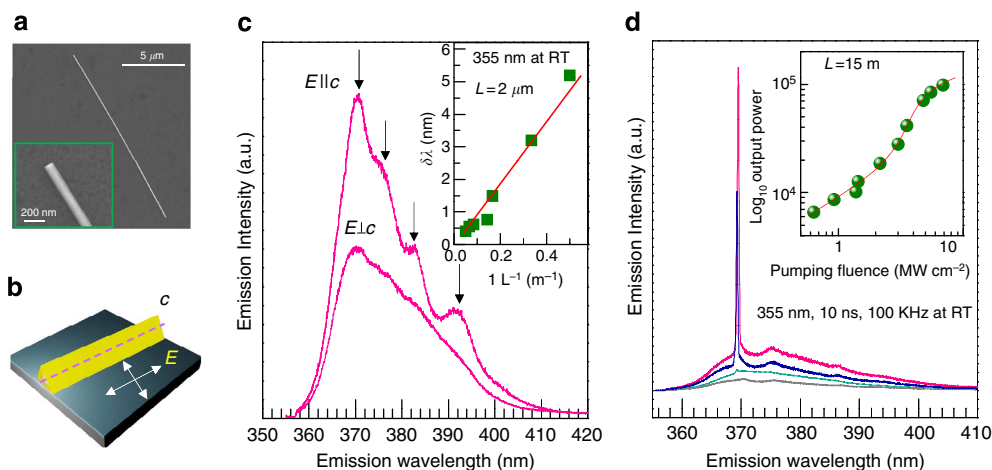 a
5 μm
200 nm
b
c
E
c
Emission Intensity (a.u.)
E||c
E⊥c
355 nm at RT
L=2 μm
δλ (nm)
6
5
4
3
2
1
0
0.0 0.2 0.4
1 L⁻¹ (m⁻¹)
350 360 370 380 390 400 410 420
Emission wavelength (nm)
d
Emission Intensity (a.u.)
L=15 m
Log₁₀ output power
10⁵
10⁴
1 10
Pumping fluence (MW cm⁻²)
355 nm, 10 ns, 100 KHz at RT
360 370 380 390 400 410
Emission wavelength (nm)